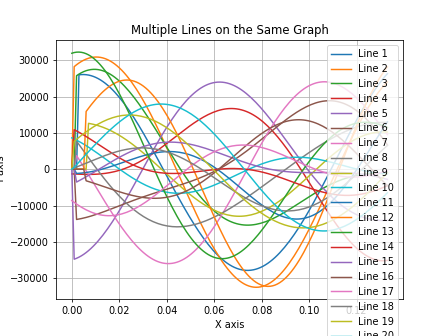 Multiple Lines on the Same Graph
30000
20000
10000
0
−10000
−20000
−30000
0.00
0.02
0.04
0.06
0.08
0.10
X axis
axis
Line 1
Line 2
Line 3
Line 4
Line 5
Line 6
Line 7
Line 8
Line 9
Line 10
Line 11
Line 12
Line 13
Line 14
Line 15
Line 16
Line 17
Line 18
Line 19
Line 20